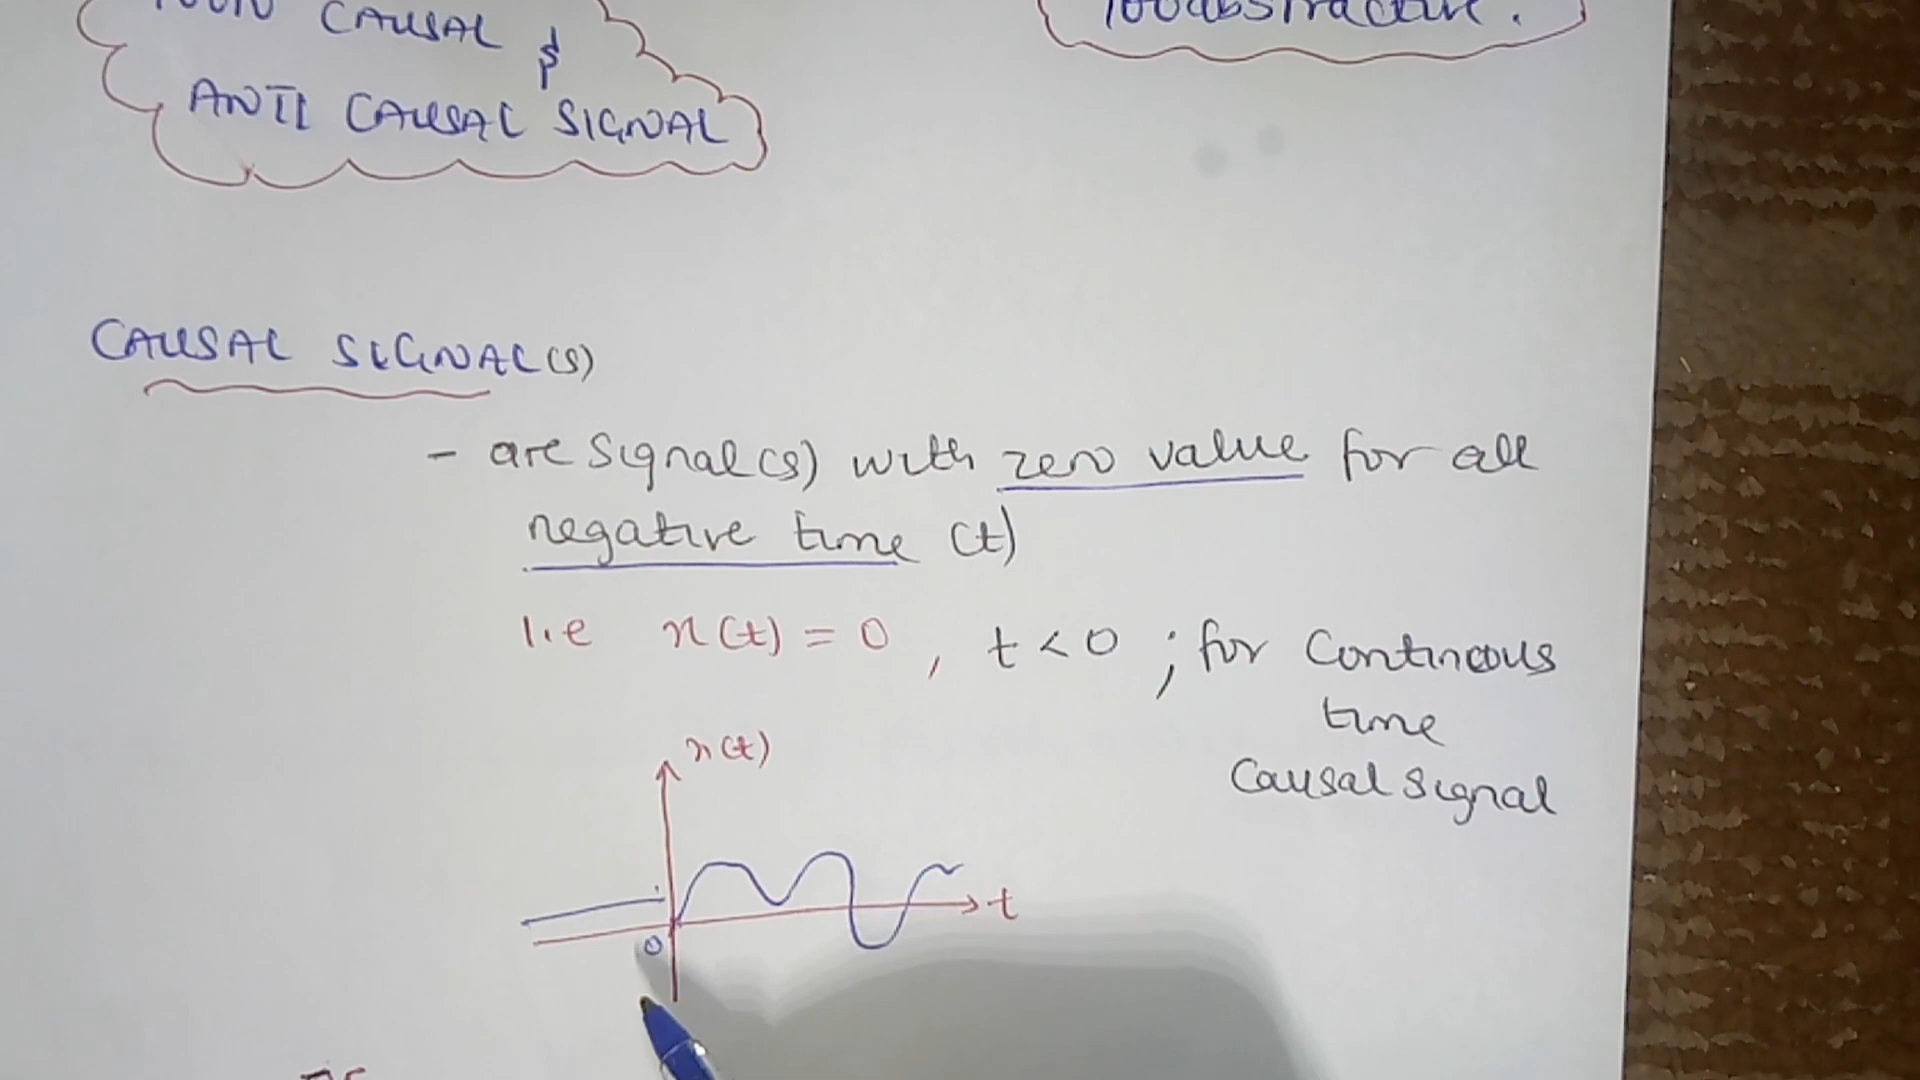 CAUSAL &
ANTI CAUSAL SIGNAL
CAUSAL SIGNAL(S)
- are Signal(s) with zero value for all
negative time (t)
i.e x(t) = 0 , t < 0 ; for Continous
time
Causal Signal
x(t)
t
0